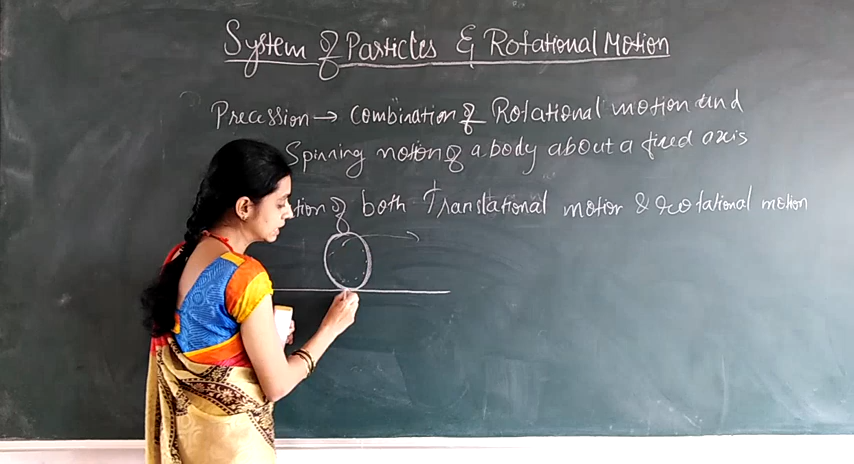 System of Particles & Rotational Motion
Precession → Combination of Rotational motion and
Spinning motion of a body about a fixed axis
tion of both Translational motion & rotational motion